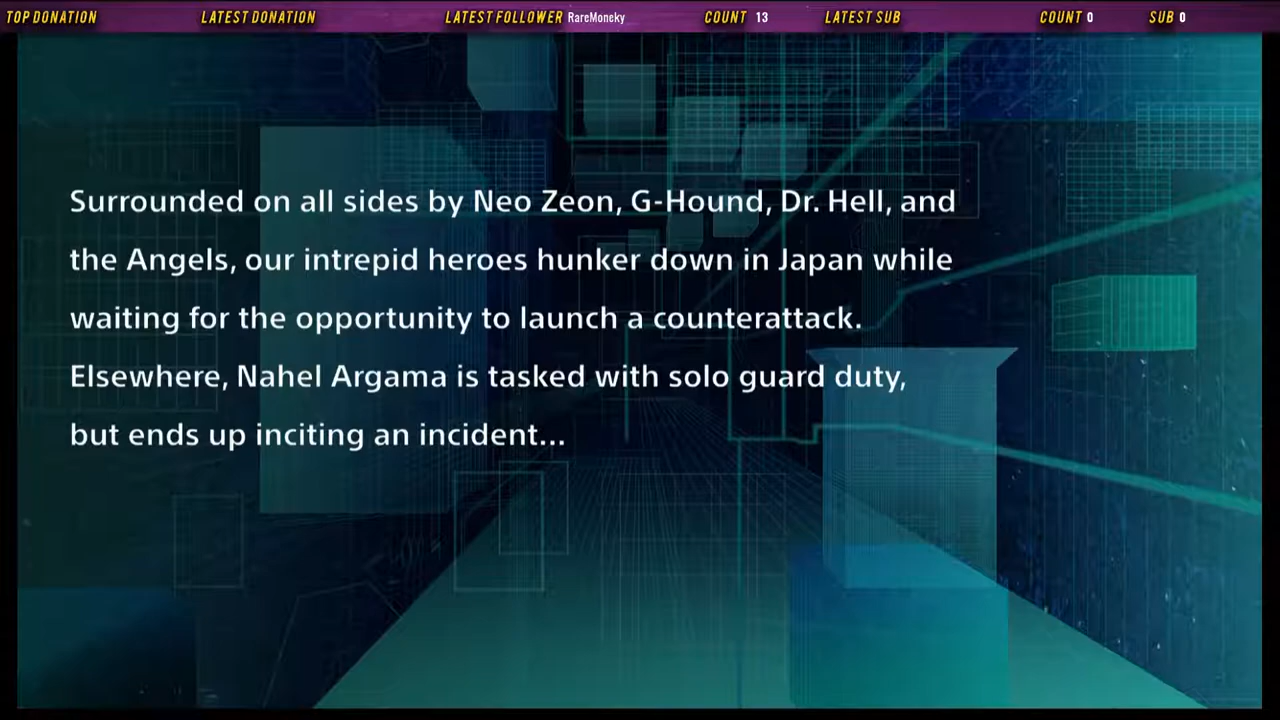 TOP DONATION LATEST DONATION LATEST FOLLOWER RareMoneky COUNT 13 LATEST SUB COUNT 0 SUB 0
Surrounded on all sides by Neo Zeon, G-Hound, Dr. Hell, and
the Angels, our intrepid heroes hunker down in Japan while
waiting for the opportunity to launch a counterattack.
Elsewhere, Nahel Argama is tasked with solo guard duty,
but ends up inciting an incident...